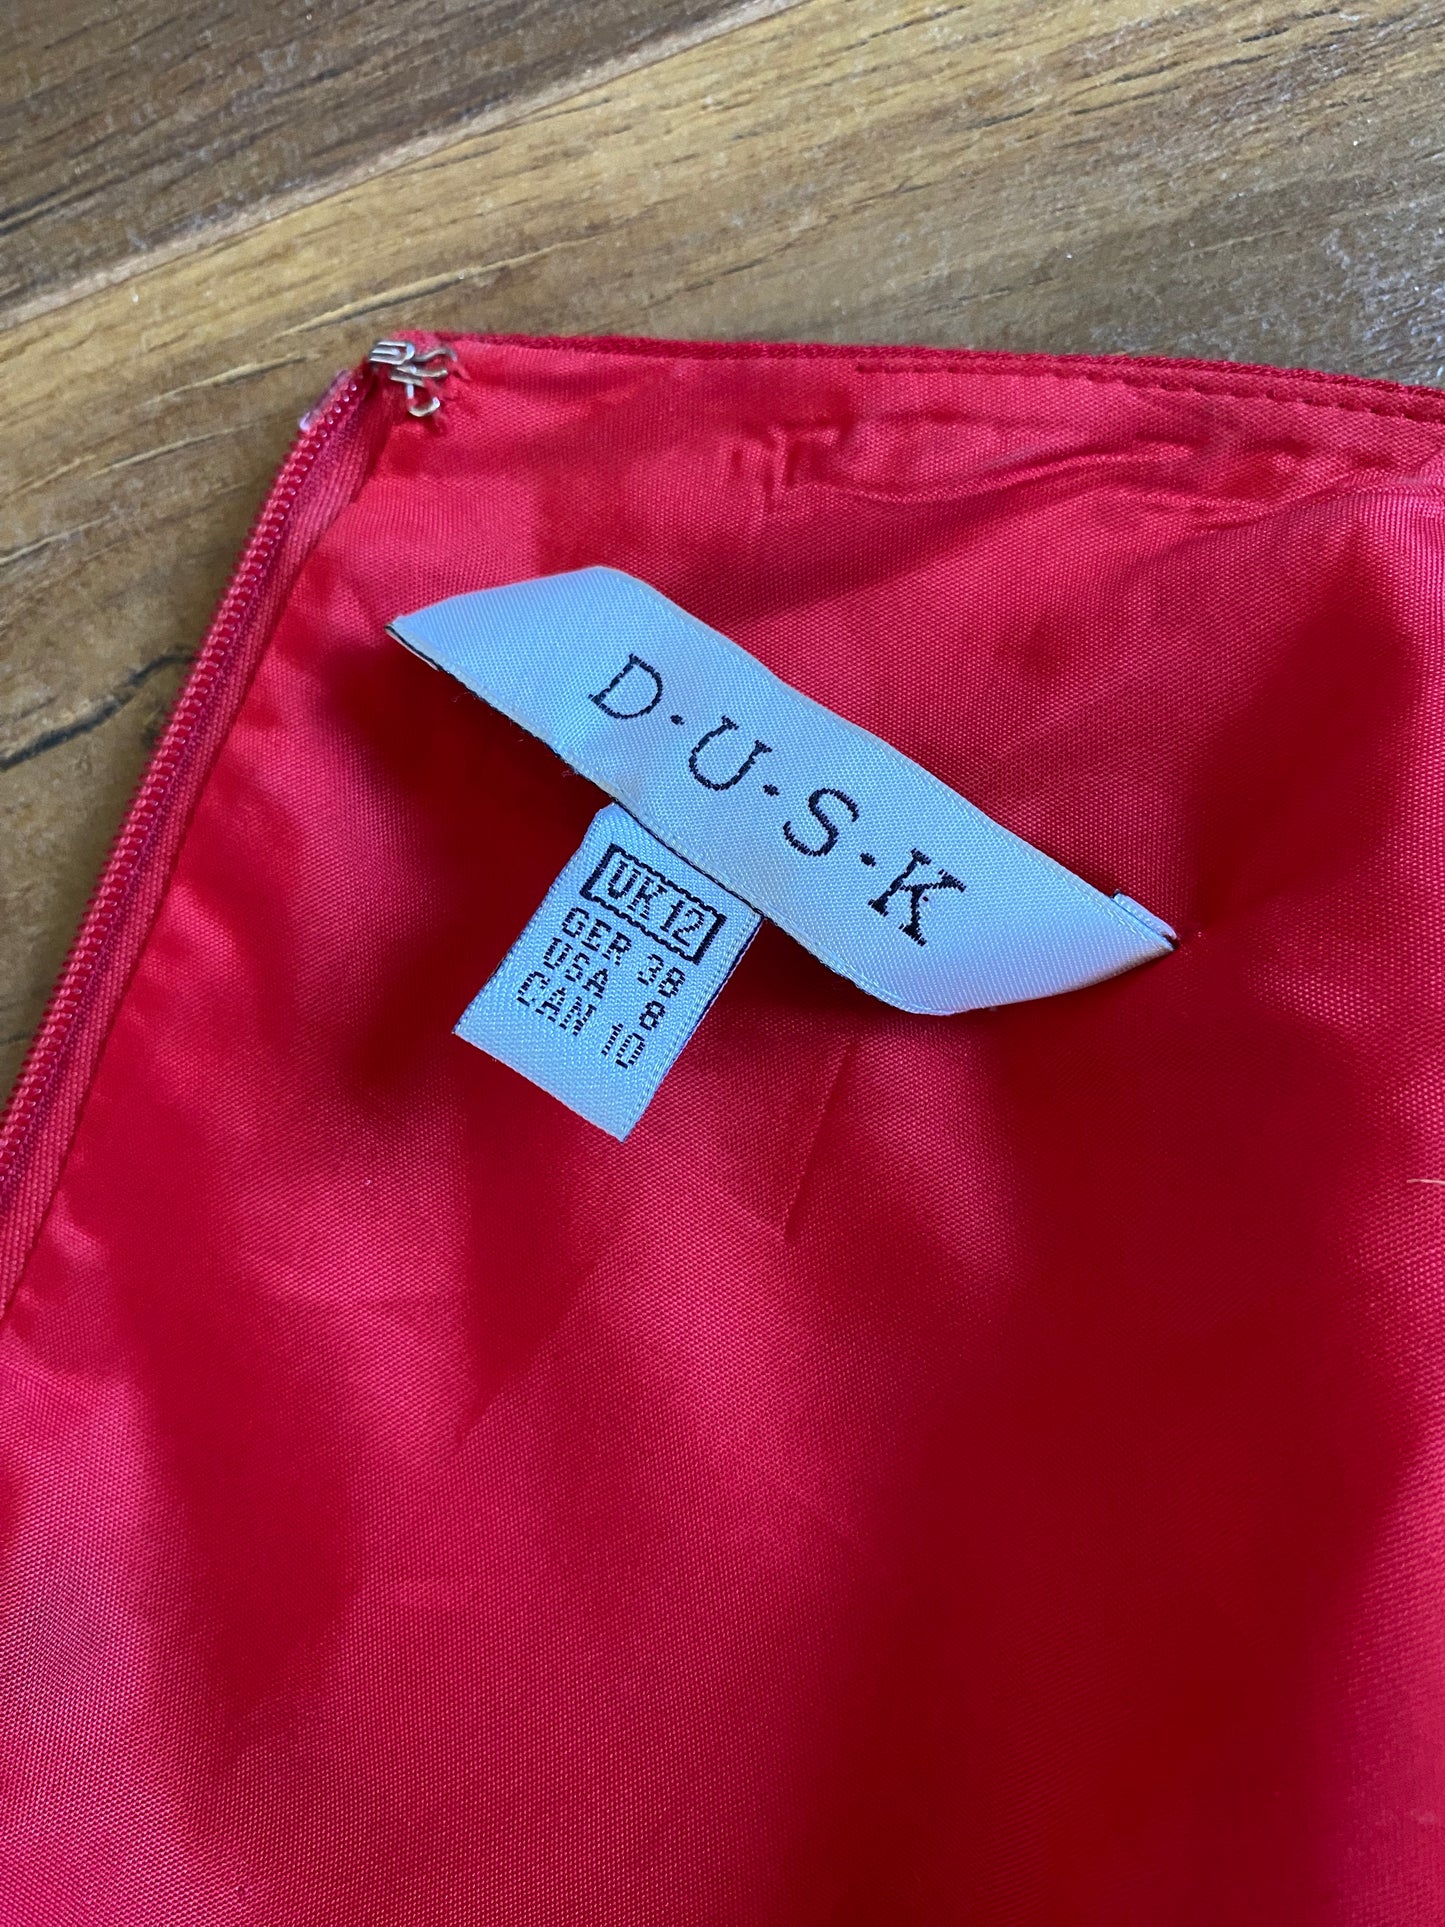 D·U·S·K
UK 12
GER 38
USA 8
CAN 10